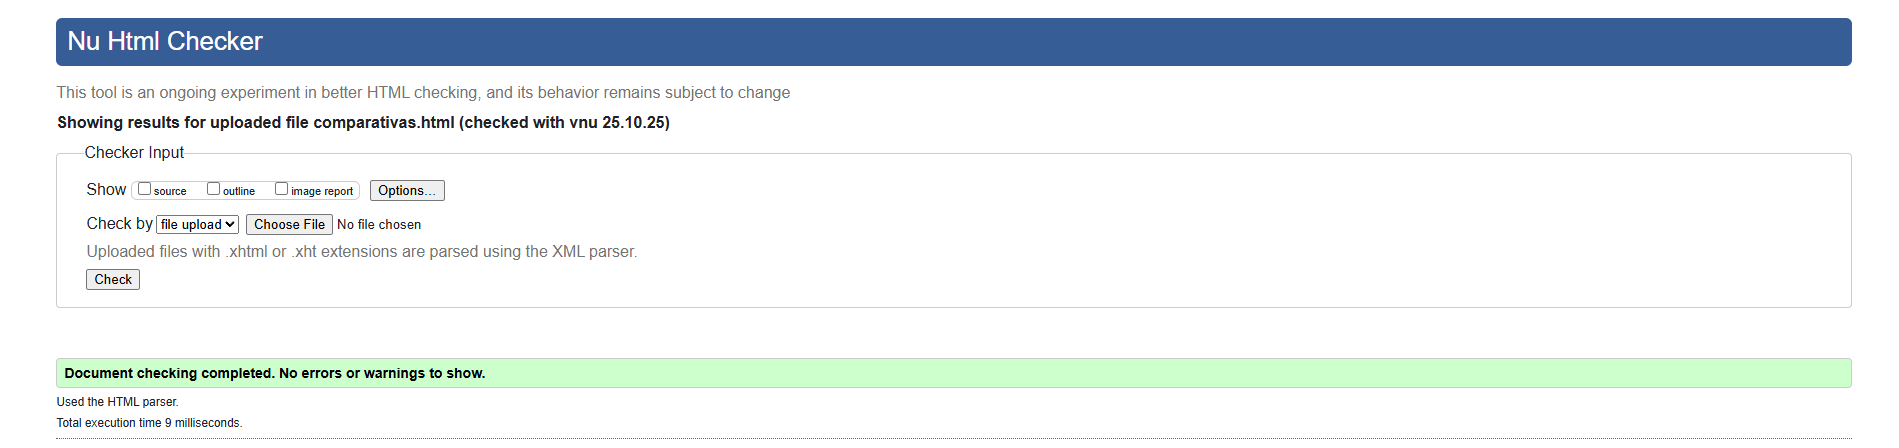 Nu Html Checker
This tool is an ongoing experiment in better HTML checking, and its behavior remains subject to change
Showing results for uploaded file comparativas.html (checked with vnu 25.10.25)
Checker Input
Show source outline image report Options...
Check by file upload Choose File No file chosen
Uploaded files with .xhtml or .xht extensions are parsed using the XML parser.
Check
Document checking completed. No errors or warnings to show.
Used the HTML parser.
Total execution time 9 milliseconds.